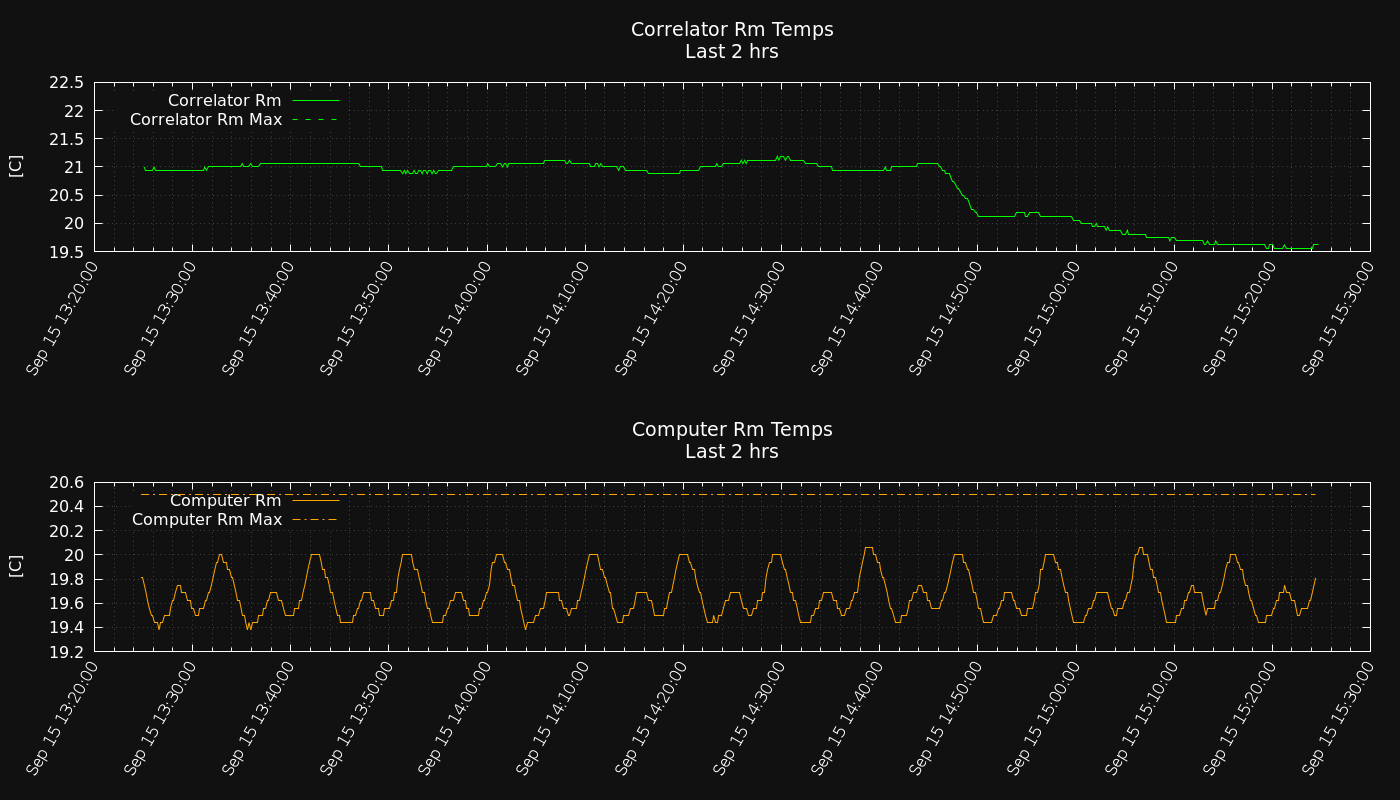 Correlator Rm Temps
Last 2 hrs
22.5
22
21.5
21
20.5
20
19.5
[C]
Correlator Rm
Correlator Rm Max
Sep 15 13:20:00
Sep 15 13:30:00
Sep 15 13:40:00
Sep 15 13:50:00
Sep 15 14:00:00
Sep 15 14:10:00
Sep 15 14:20:00
Sep 15 14:30:00
Sep 15 14:40:00
Sep 15 14:50:00
Sep 15 15:00:00
Sep 15 15:10:00
Sep 15 15:20:00
Sep 15 15:30:00
Computer Rm Temps
Last 2 hrs
20.6
20.4
20.2
20
19.8
19.6
19.4
19.2
[C]
Computer Rm
Computer Rm Max
Sep 15 13:20:00
Sep 15 13:30:00
Sep 15 13:40:00
Sep 15 13:50:00
Sep 15 14:00:00
Sep 15 14:10:00
Sep 15 14:20:00
Sep 15 14:30:00
Sep 15 14:40:00
Sep 15 14:50:00
Sep 15 15:00:00
Sep 15 15:10:00
Sep 15 15:20:00
Sep 15 15:30:00